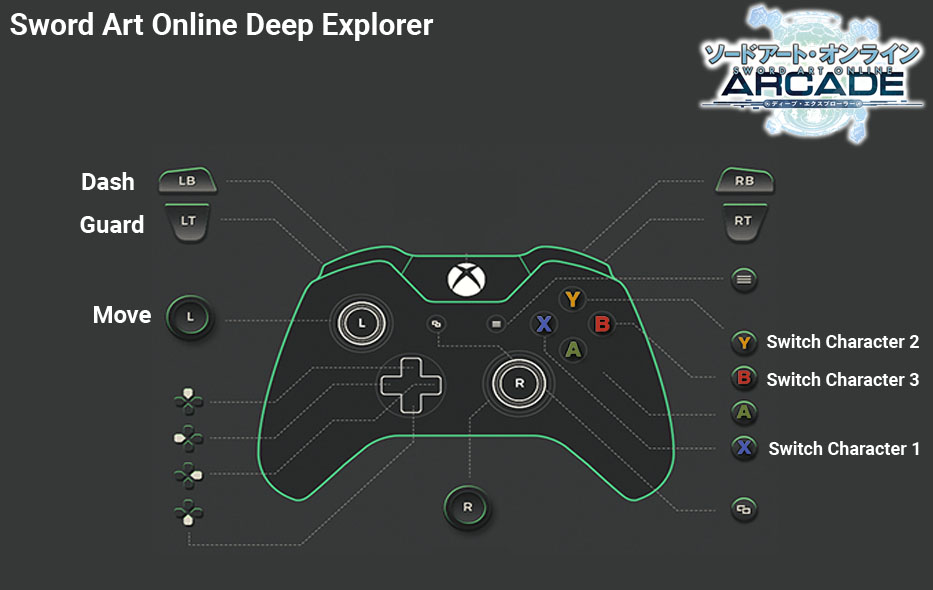 Sword Art Online Deep Explorer
ソードアート・オンライン
SWORD ART ONLINE
ARCADE
ディープ・エクスプローラー
Dash
LB
RB
Guard
LT
RT
Move
L
L
Y
X
B
A
R
Y
Switch Character 2
B
Switch Character 3
A
X
Switch Character 1
R